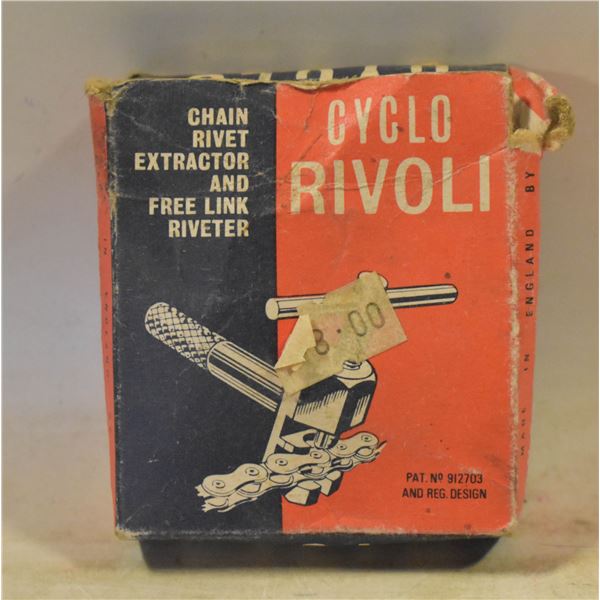 CHAIN
RIVET
EXTRACTOR
AND
FREE LINK
RIVETER
CYCLO
RIVOLI
8.00
PAT. Nº 912703
AND REG. DESIGN
MADE IN ENGLAND BY